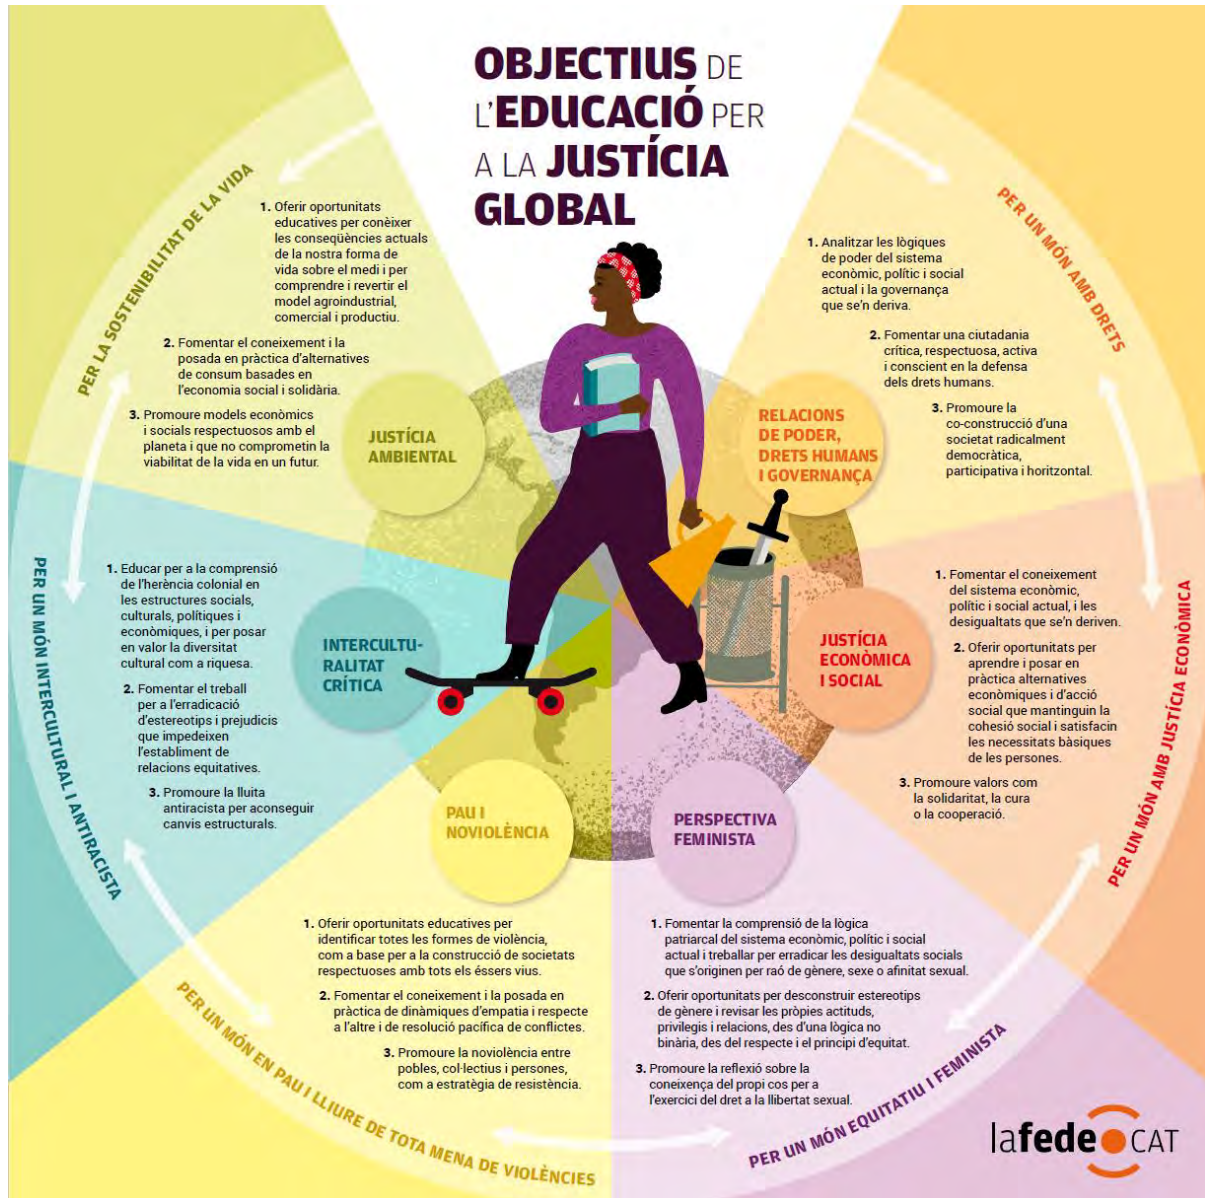 OBJECTIUS DE
L'EDUCACIÓ PER
A LA JUSTÍCIA
GLOBAL
PER LA SOSTENIBILITAT DE LA VIDA
1. Oferir oportunitats
educatives per conèixer
les conseqüències actuals
de la nostra forma de
vida sobre el medi i per
comprendre i revertir el
model agroindustrial,
comercial i productiu.
2. Fomentar el coneixement i la
posada en pràctica d'alternatives
de consum basades en
l'economia social i solidària.
3. Promoure models econòmics
i socials respectuosos amb el
planeta i que no comprometin la
viabilitat de la vida en un futur.
JUSTÍCIA
AMBIENTAL
PER UN MÓN AMB DRETS
1. Analitzar les lògiques
de poder del sistema
econòmic, polític i social
actual i la governança
que se'n deriva.
2. Fomentar una ciutadania
crítica, respectuosa, activa
i conscient en la defensa
dels drets humans.
3. Promoure la
co-construcció d'una
societat radicalment
democràtica,
participativa i horitzontal.
RELACIONS
DE PODER,
DRETS HUMANS
I GOVERNANÇA
PER UN MÓN INTERCULTURAL I ANTIRACISTA
1. Educar per a la comprensió
de l'herència colonial en
les estructures socials,
culturals, polítiques i
econòmiques, i per posar
en valor la diversitat
cultural com a riquesa.
2. Fomentar el treball
per a l'erradicació
d'estereotips i prejudicis
que impedeixen
l'establiment de
relacions equitatives.
3. Promoure la lluita
antiracista per aconseguir
canvis estructurals.
INTERCULTU-
RALITAT
CRÍTICA
PER UN MÓN AMB JUSTÍCIA ECONÒMICA
1. Fomentar el coneixement
del sistema econòmic,
polític i social actual, i les
desigualtats que se'n deriven.
2. Oferir oportunitats per
aprendre i posar en
pràctica alternatives
econòmiques i d'acció
social que mantinguin la
cohesió social i satisfacin
les necessitats bàsiques
de les persones.
3. Promoure valors com
la solidaritat, la cura
o la cooperació.
JUSTÍCIA
ECONÒMICA
I SOCIAL
PAU I
NOVIOLÈNCIA
1. Oferir oportunitats educatives per
identificar totes les formes de violència,
com a base per a la construcció de societats
respectuoses amb tots els éssers vius.
2. Fomentar el coneixement i la posada en
pràctica de dinàmiques d'empatia i respecte
a l'altre i de resolució pacífica de conflictes.
3. Promoure la noviolència entre
pobles, col·lectius i persones,
com a estratègia de resistència.
PER UN MÓN EN PAU I LLIURE DE TOTA MENA DE VIOLÈNCIES
PERSPECTIVA
FEMINISTA
1. Fomentar la comprensió de la lògica
patriarcal del sistema econòmic, polític i social
actual i treballar per erradicar les desigualtats socials
que s'originen per raó de gènere, sexe o afinitat sexual.
2. Oferir oportunitats per desconstruir estereotips
de gènere i revisar les pròpies actituds,
privilegis i relacions, des d'una lògica no
binària, des del respecte i el principi d'equitat.
3. Promoure la reflexió sobre la
coneixença del propi cos per a
l'exercici del dret a la llibertat sexual.
PER UN MÓN EQUITATIU I FEMINISTA
lafede CAT